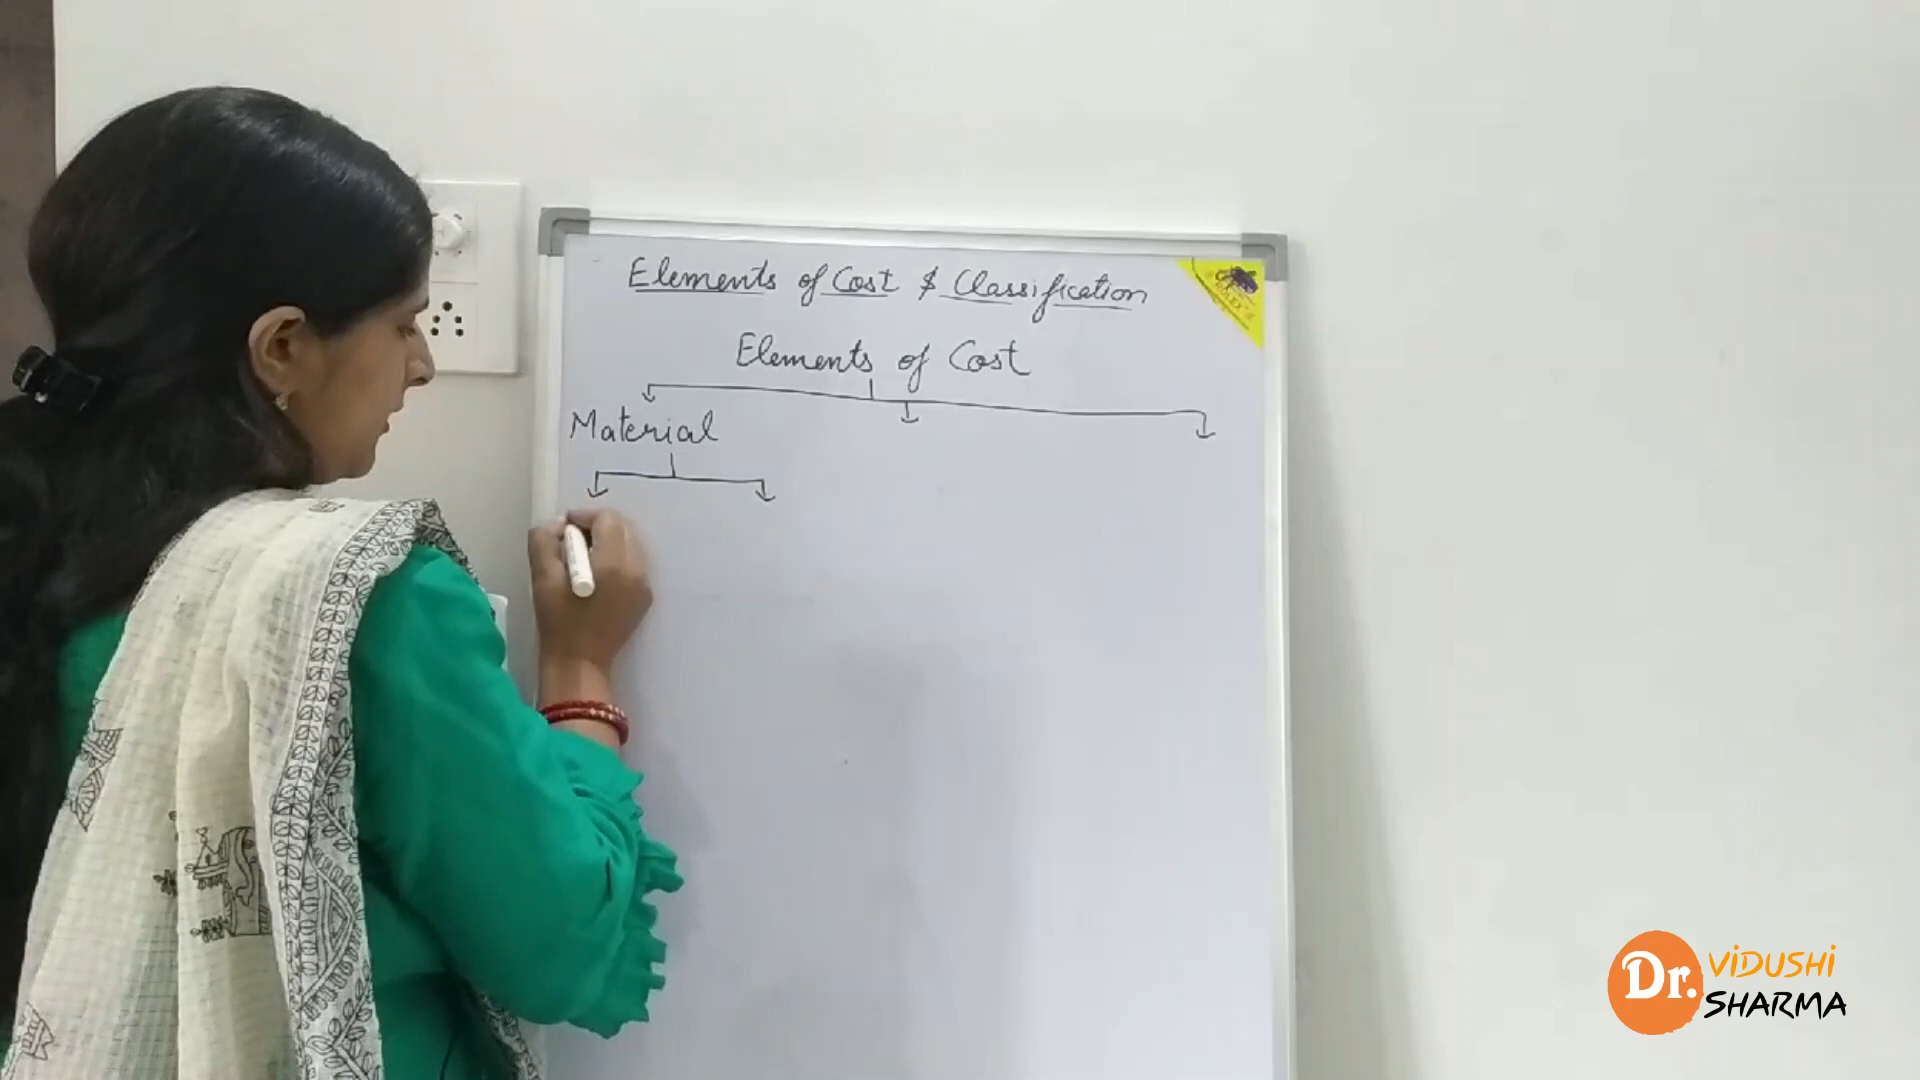 Elements of Cost & Classification
Elements of Cost
Material
Dr. ViDUSHi
SHARMA